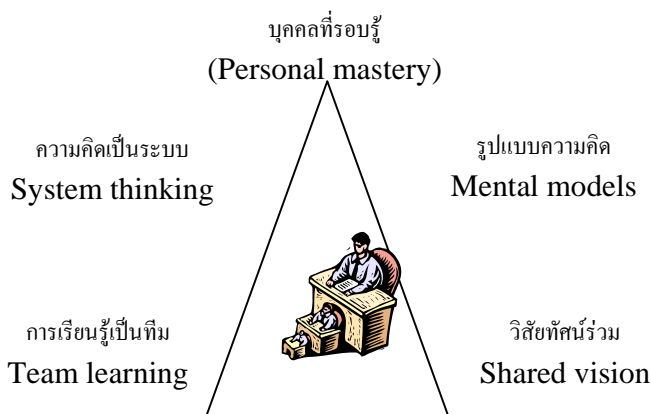 บุคคลที่รอบรู้
(Personal mastery)
ความคิดเป็นระบบ
System thinking
รูปแบบความคิด
Mental models
การเรียนรู้เป็นทีม
Team learning
วิสัยทัศน์ร่วม
Shared vision